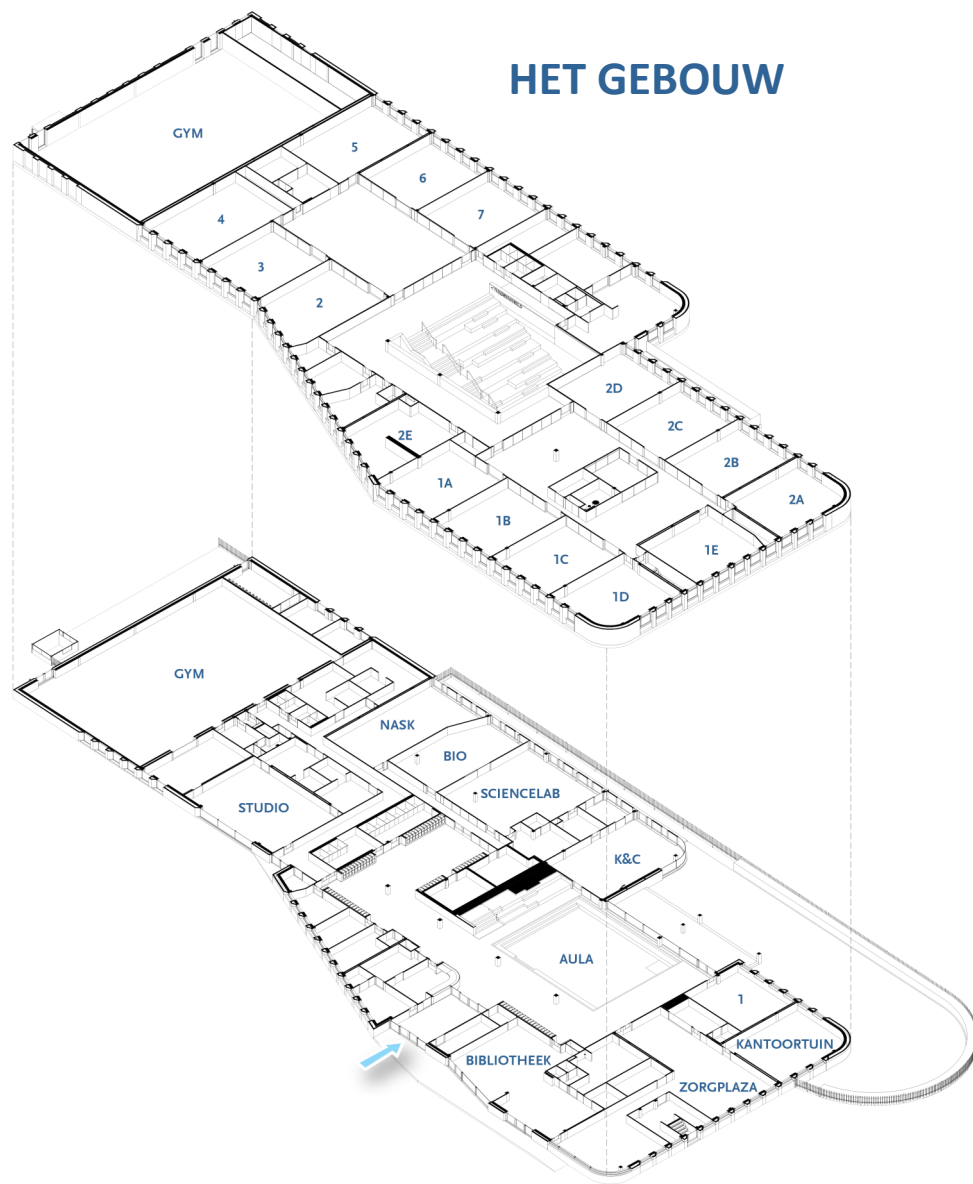 HET GEBOUW
GYM
5
6
7
4
3
2
2D
2C
2B
2A
2E
1A
1B
1C
1D
1E
GYM
NASK
BIO
SCIENCELAB
STUDIO
K&C
AULA
1
KANTOORTUIN
BIBLIOTHEEK
ZORGPLAZA